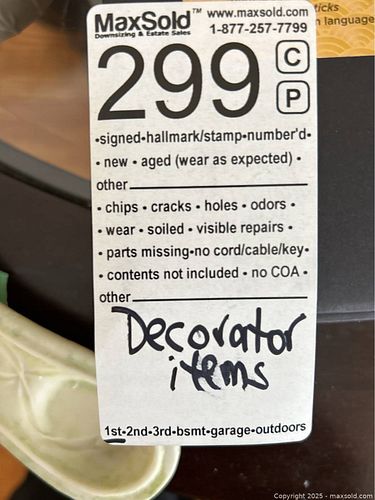 MaxSold™ www.maxsold.com
Downsizing & Estate Sales 1-877-257-7799
299 C
P
•signed•hallmark/stamp•number'd•
• new • aged (wear as expected) •
other
• chips • cracks • holes • odors •
• wear • soiled • visible repairs •
• parts missing•no cord/cable/key•
• contents not included • no COA •
other
Decorator
items
1st•2nd•3rd•bsmt•garage•outdoors
ticks
language
Copyright 2025 - maxsold.com